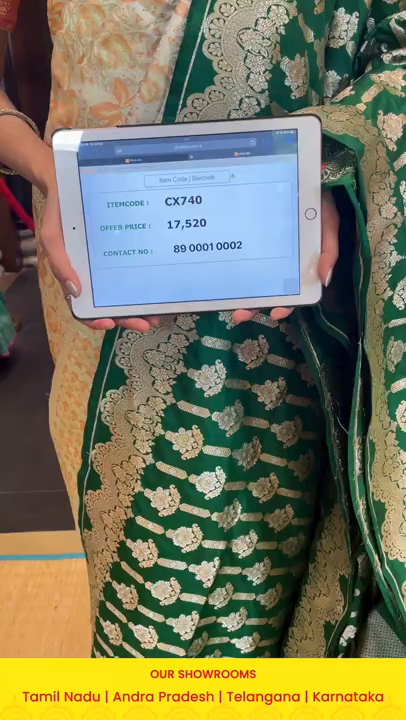 Item Code | Barcode
ITEMCODE : CX740
OFFER PRICE : 17,520
CONTACT NO : 89 0001 0002
OUR SHOWROOMS
Tamil Nadu | Andra Pradesh | Telangana | Karnataka